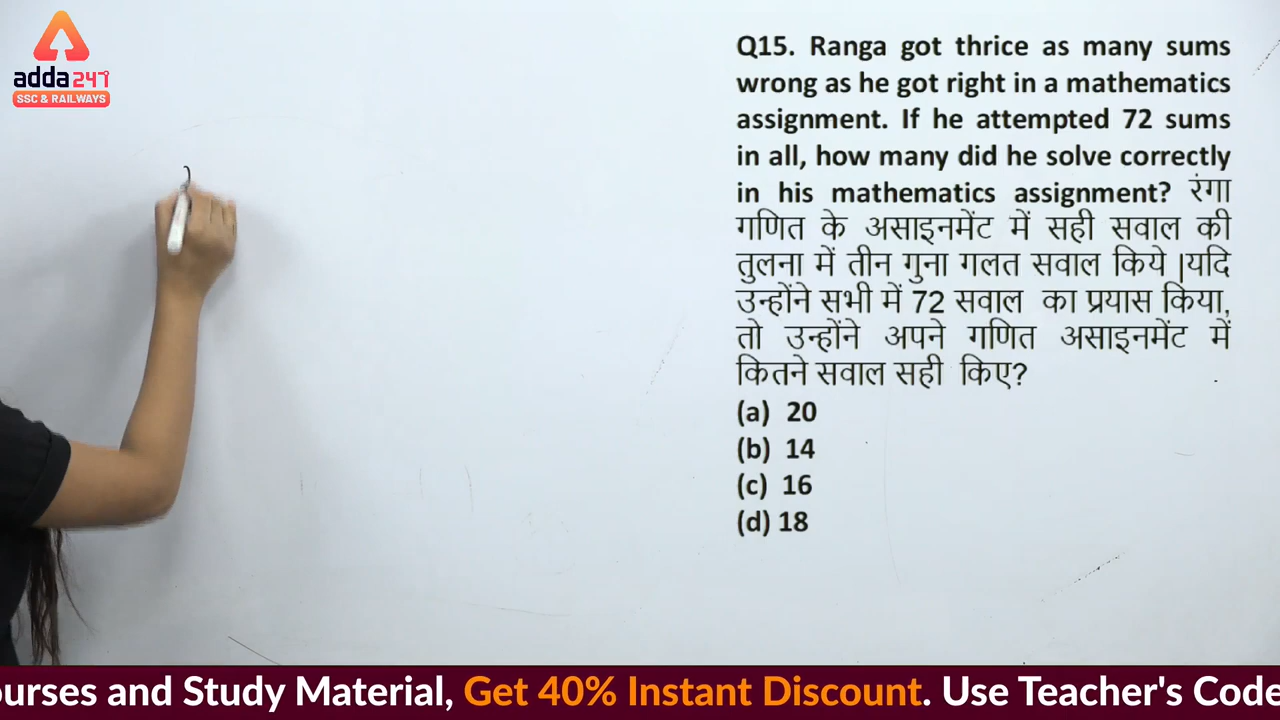 adda247
SSC & RAILWAYS
Q15. Ranga got thrice as many sums
wrong as he got right in a mathematics
assignment. If he attempted 72 sums
in all, how many did he solve correctly
in his mathematics assignment? रंगा
गणित के असाइनमेंट में सही सवाल की
तुलना में तीन गुना गलत सवाल किये |यदि
उन्होंने सभी में 72 सवाल का प्रयास किया,
तो उन्होंने अपने गणित असाइनमेंट में
कितने सवाल सही किए?
(a) 20
(b) 14
(c) 16
(d) 18
ourses and Study Material, Get 40% Instant Discount. Use Teacher's Code